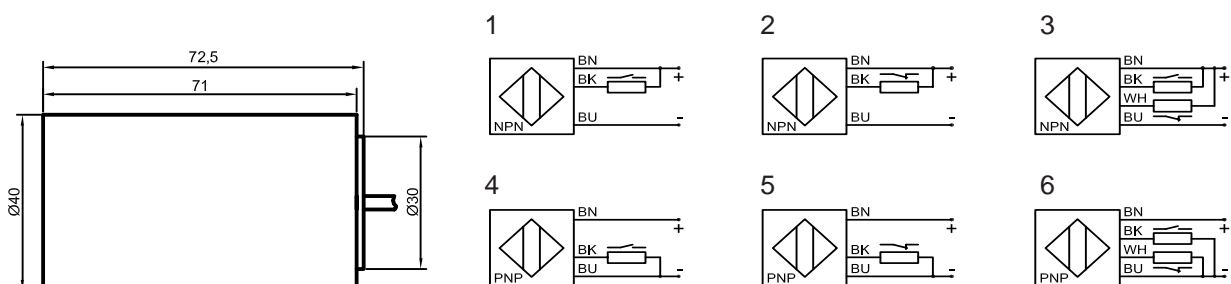 72,5
71
Ø40
Ø30
1
BN
BK
BU
NPN
+
-
2
BN
BK
BU
NPN
+
-
3
BN
BK
WH
BU
NPN
+
-
4
BN
BK
BU
PNP
+
-
5
BN
BK
BU
PNP
+
-
6
BN
BK
WH
BU
PNP
+
-